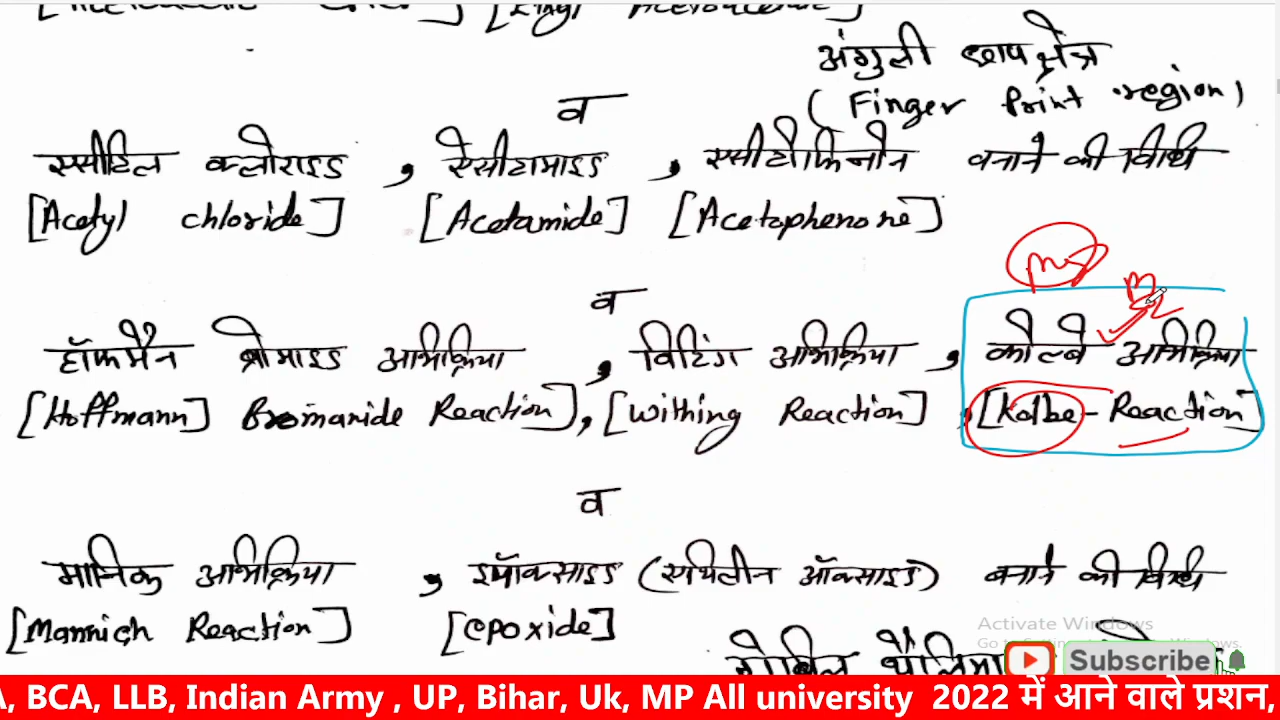 अंगुली छाप क्षेत्र
(Finger Print region)
व
एसीटिल क्लोराइड , ऐसीटामाइड , एसीटोफिनोन बनाने की विधि
[Acetyl chloride] [Acetamide] [Acetophenone]
व
हॉफमैन ब्रोमाइड अभिक्रिया , विटिंग अभिक्रिया , कोल्बे अभिक्रिया
[Hoffmann] Bromamide Reaction], [Withing Reaction] , [Kolbe-Reaction]
व
मानिक अभिक्रिया , इपॉक्साइड (एथिलीन ऑक्साइड) बनाने की विधि
[Mannich Reaction] [epoxide]
Activate Windows
Subscribe
A, BCA, LLB, Indian Army , UP, Bihar, Uk, MP All university 2022 में आने वाले प्रशन,